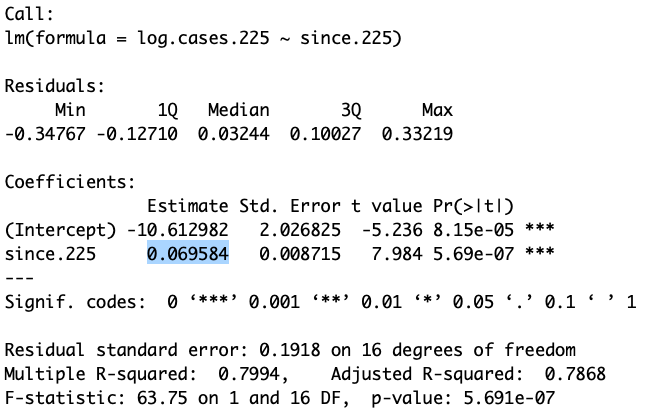 Call:
lm(formula = log.cases.225 ~ since.225)
Residuals:
Min 1Q Median 3Q Max
-0.34767 -0.12710 0.03244 0.10027 0.33219
Coefficients:
Estimate Std. Error t value Pr(>|t|)
(Intercept) -10.612982 2.026825 -5.236 8.15e-05 ***
since.225 0.069584 0.008715 7.984 5.69e-07 ***
---
Signif. codes: 0 ‘***’ 0.001 ‘**’ 0.01 ‘*’ 0.05 ‘.’ 0.1 ‘ ’ 1
Residual standard error: 0.1918 on 16 degrees of freedom
Multiple R-squared: 0.7994, Adjusted R-squared: 0.7868
F-statistic: 63.75 on 1 and 16 DF, p-value: 5.691e-07